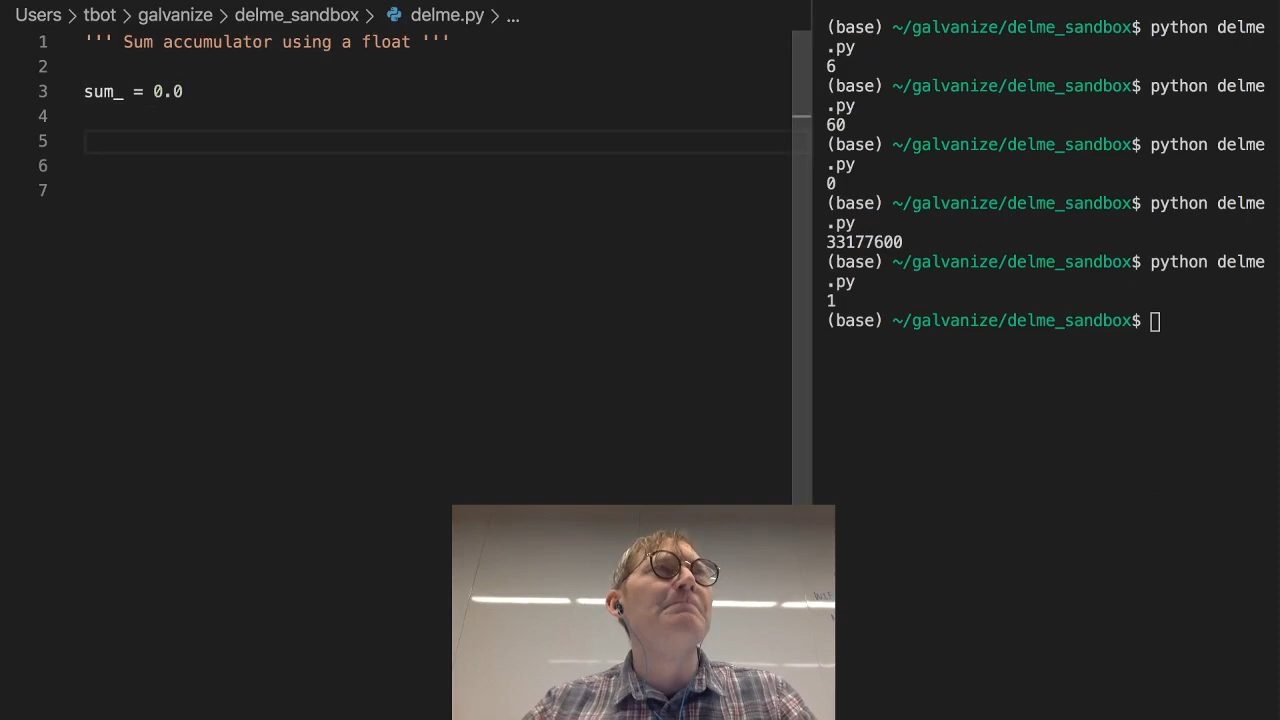 Users > tbot > galvanize > delme_sandbox > delme.py > ...
1 ''' Sum accumulator using a float '''
2
3 sum_ = 0.0
4
5
6
7
(base) ~/galvanize/delme_sandbox$ python delme
.py
6
(base) ~/galvanize/delme_sandbox$ python delme
.py
60
(base) ~/galvanize/delme_sandbox$ python delme
.py
0
(base) ~/galvanize/delme_sandbox$ python delme
.py
33177600
(base) ~/galvanize/delme_sandbox$ python delme
.py
1
(base) ~/galvanize/delme_sandbox$